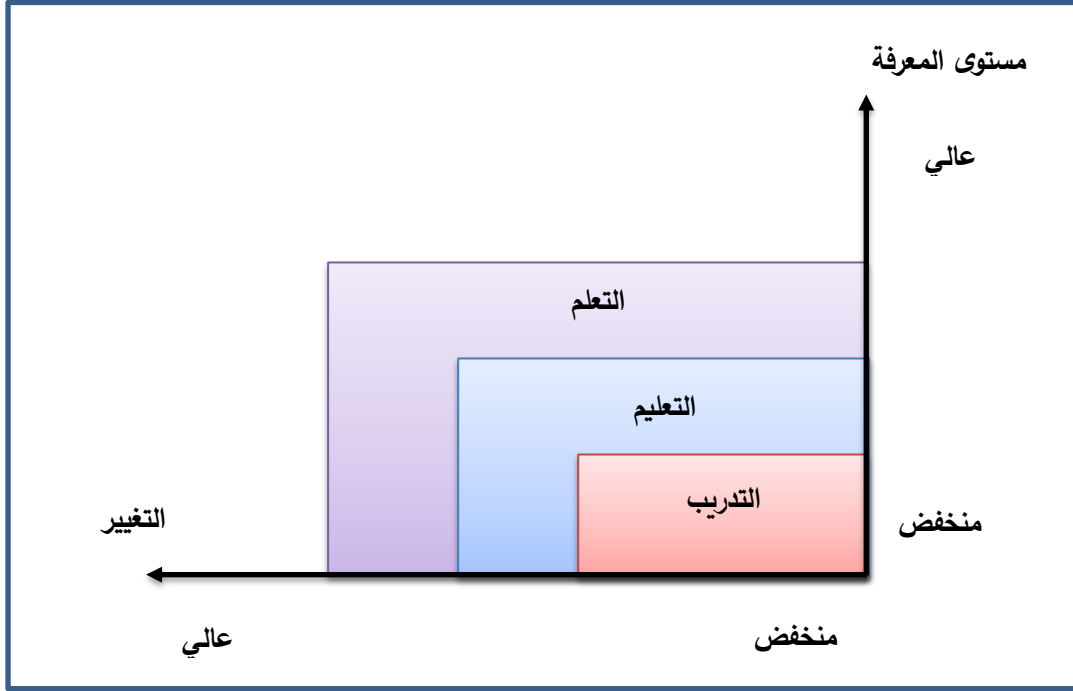 مستوى المعرفة
عالي
التعلم
التعليم
التدريب
منخفض
التغيير
منخفض
عالي